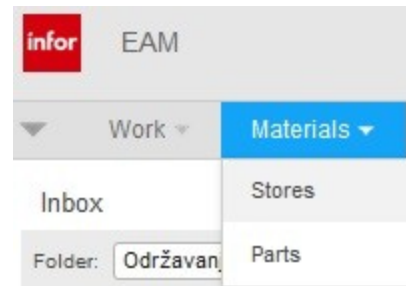 infor EAM
Work Materials
Inbox Stores
Folder: Održavanj Parts